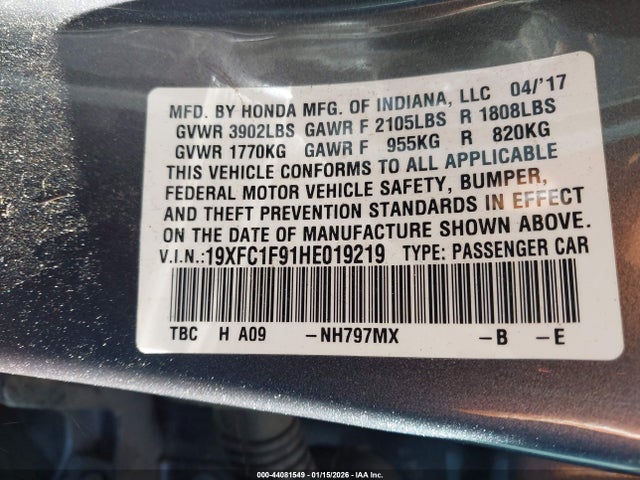 MFD. BY HONDA MFG. OF INDIANA, LLC 04/'17
GVWR 3902LBS GAWR F 2105LBS R 1808LBS
GVWR 1770KG GAWR F 955KG R 820KG
THIS VEHICLE CONFORMS TO ALL APPLICABLE
FEDERAL MOTOR VEHICLE SAFETY, BUMPER,
AND THEFT PREVENTION STANDARDS IN EFFECT
ON THE DATE OF MANUFACTURE SHOWN ABOVE.
V.I.N.:19XFC1F91HE019219 TYPE: PASSENGER CAR
TBC H A09 –NH797MX –B –E
000-44081549 - 01/15/2026 - IAA Inc.